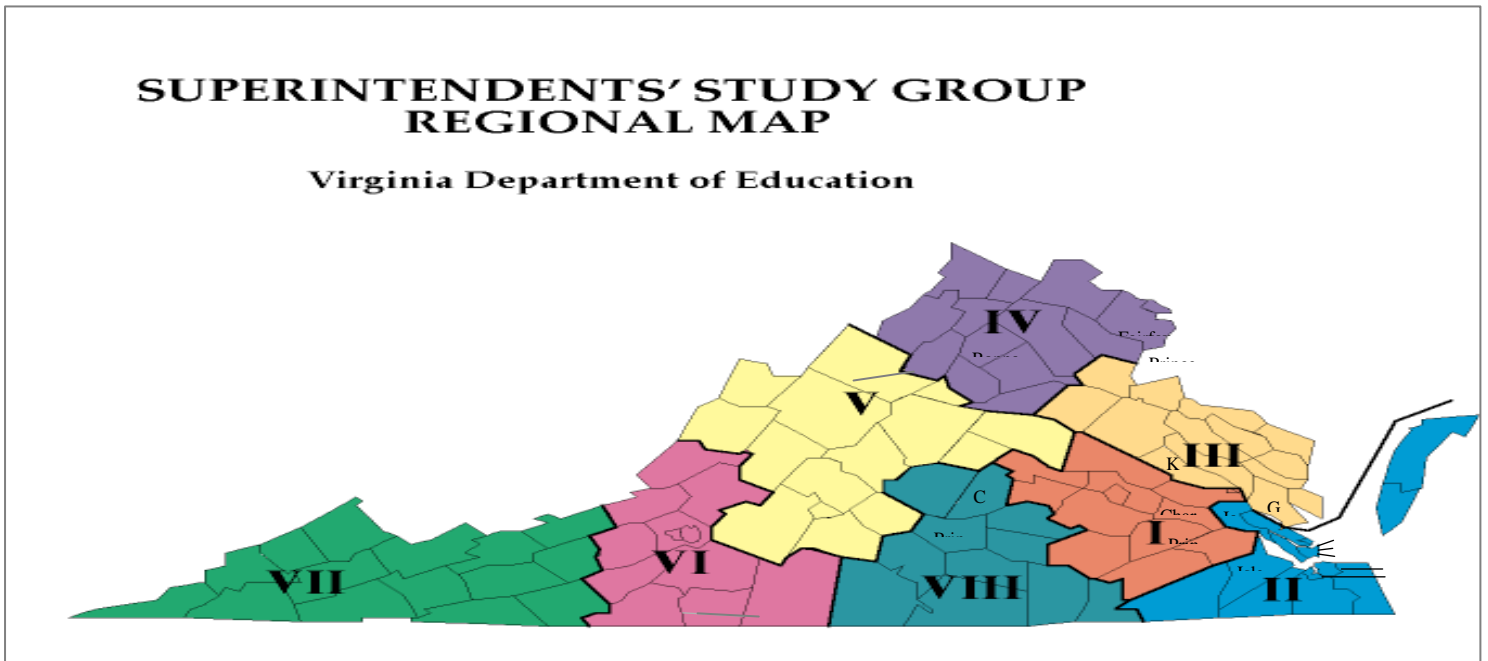 SUPERINTENDENTS’ STUDY GROUP
REGIONAL MAP
Virginia Department of Education
IV
V
K
III
C
G
I
VI
VII
VIII
II